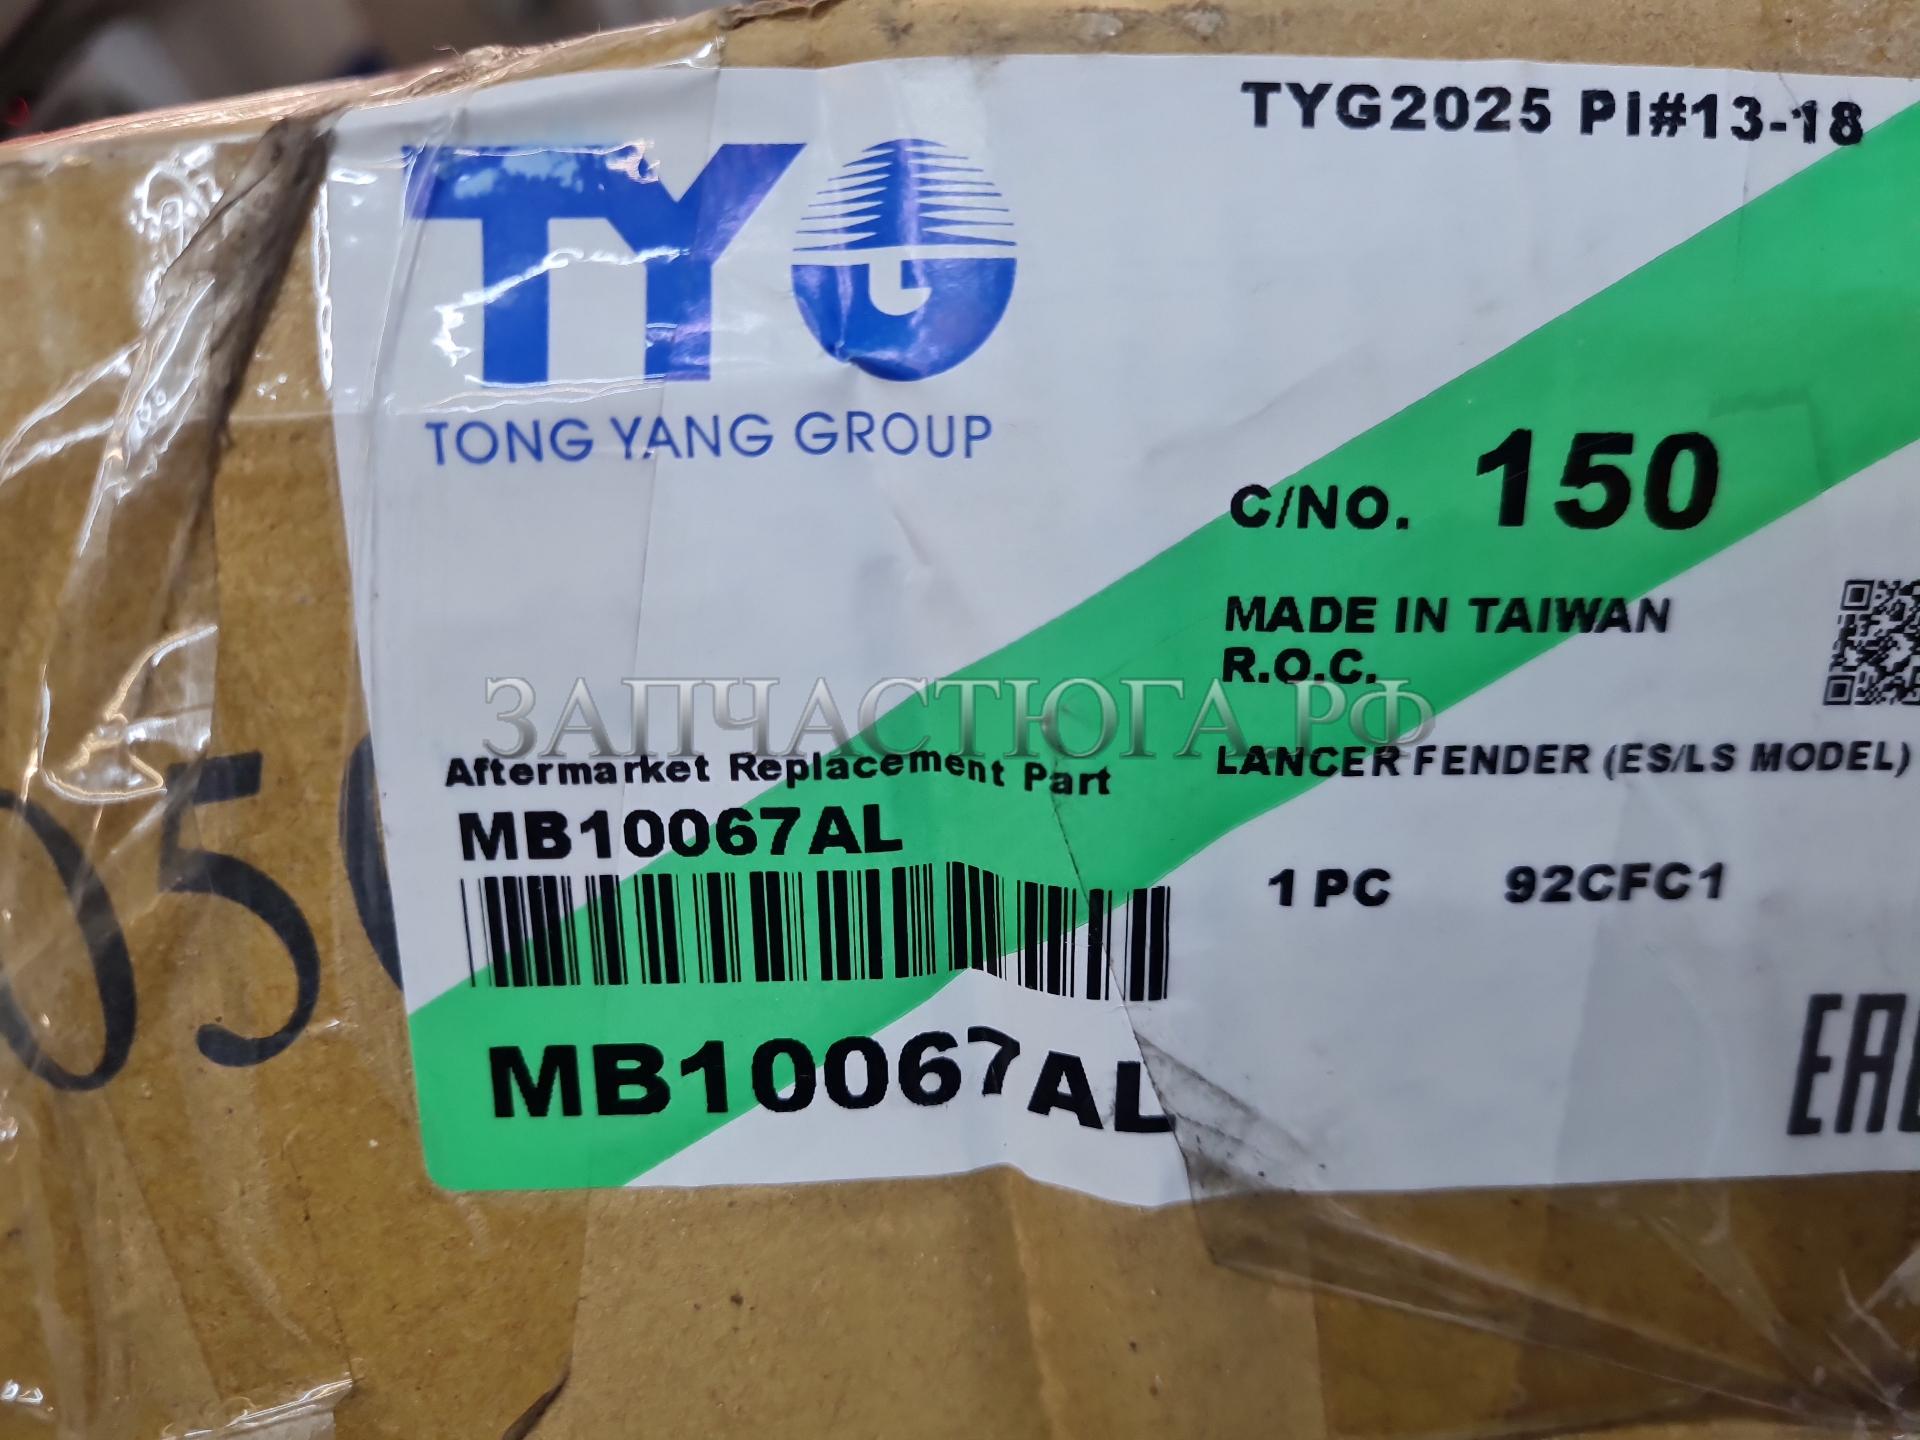 TYG2025 PI#13-18
TYG
TONG YANG GROUP
C/NO. 150
MADE IN TAIWAN
R.O.C.
ЗАПЧАСТЮГА.РФ
Aftermarket Replacement Part
LANCER FENDER (ES/LS MODEL)
MB10067AL
1 PC 92CFC1
MB10067AL
05